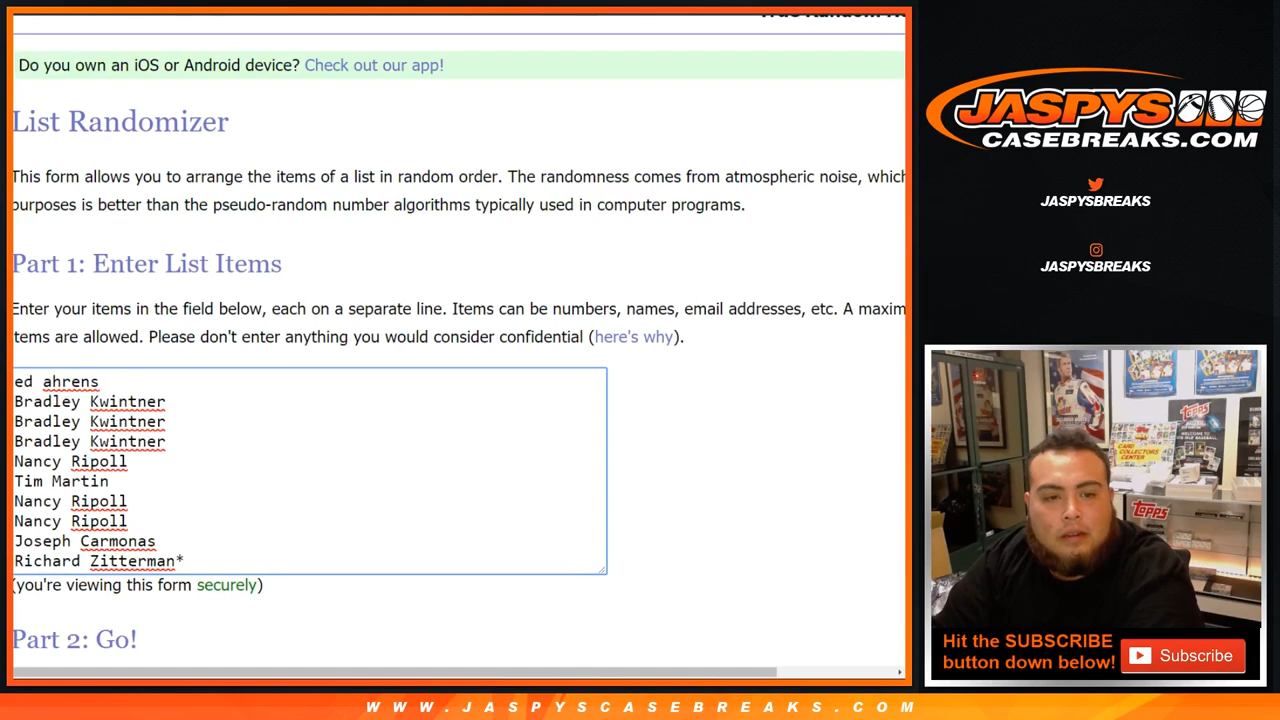 Do you own an iOS or Android device? Check out our app!
List Randomizer
This form allows you to arrange the items of a list in random order. The randomness comes from atmospheric noise, which
purposes is better than the pseudo-random number algorithms typically used in computer programs.
Part 1: Enter List Items
Enter your items in the field below, each on a separate line. Items can be numbers, names, email addresses, etc. A maxim
items are allowed. Please don't enter anything you would consider confidential (here's why).
ed ahrens
Bradley Kwintner
Bradley Kwintner
Bradley Kwintner
Nancy Ripoll
Tim Martin
Nancy Ripoll
Nancy Ripoll
Joseph Carmonas
Richard Zitterman*
(you're viewing this form securely)
Part 2: Go!
JASPYS
CASEBREAKS.COM
JASPYSBREAKS
JASPYSBREAKS
Topps
CARD
COLLECTORS
CENTER
Topps
Hit the SUBSCRIBE
button down below!
Subscribe
WWW.JASPYSCASEBREAKS.COM